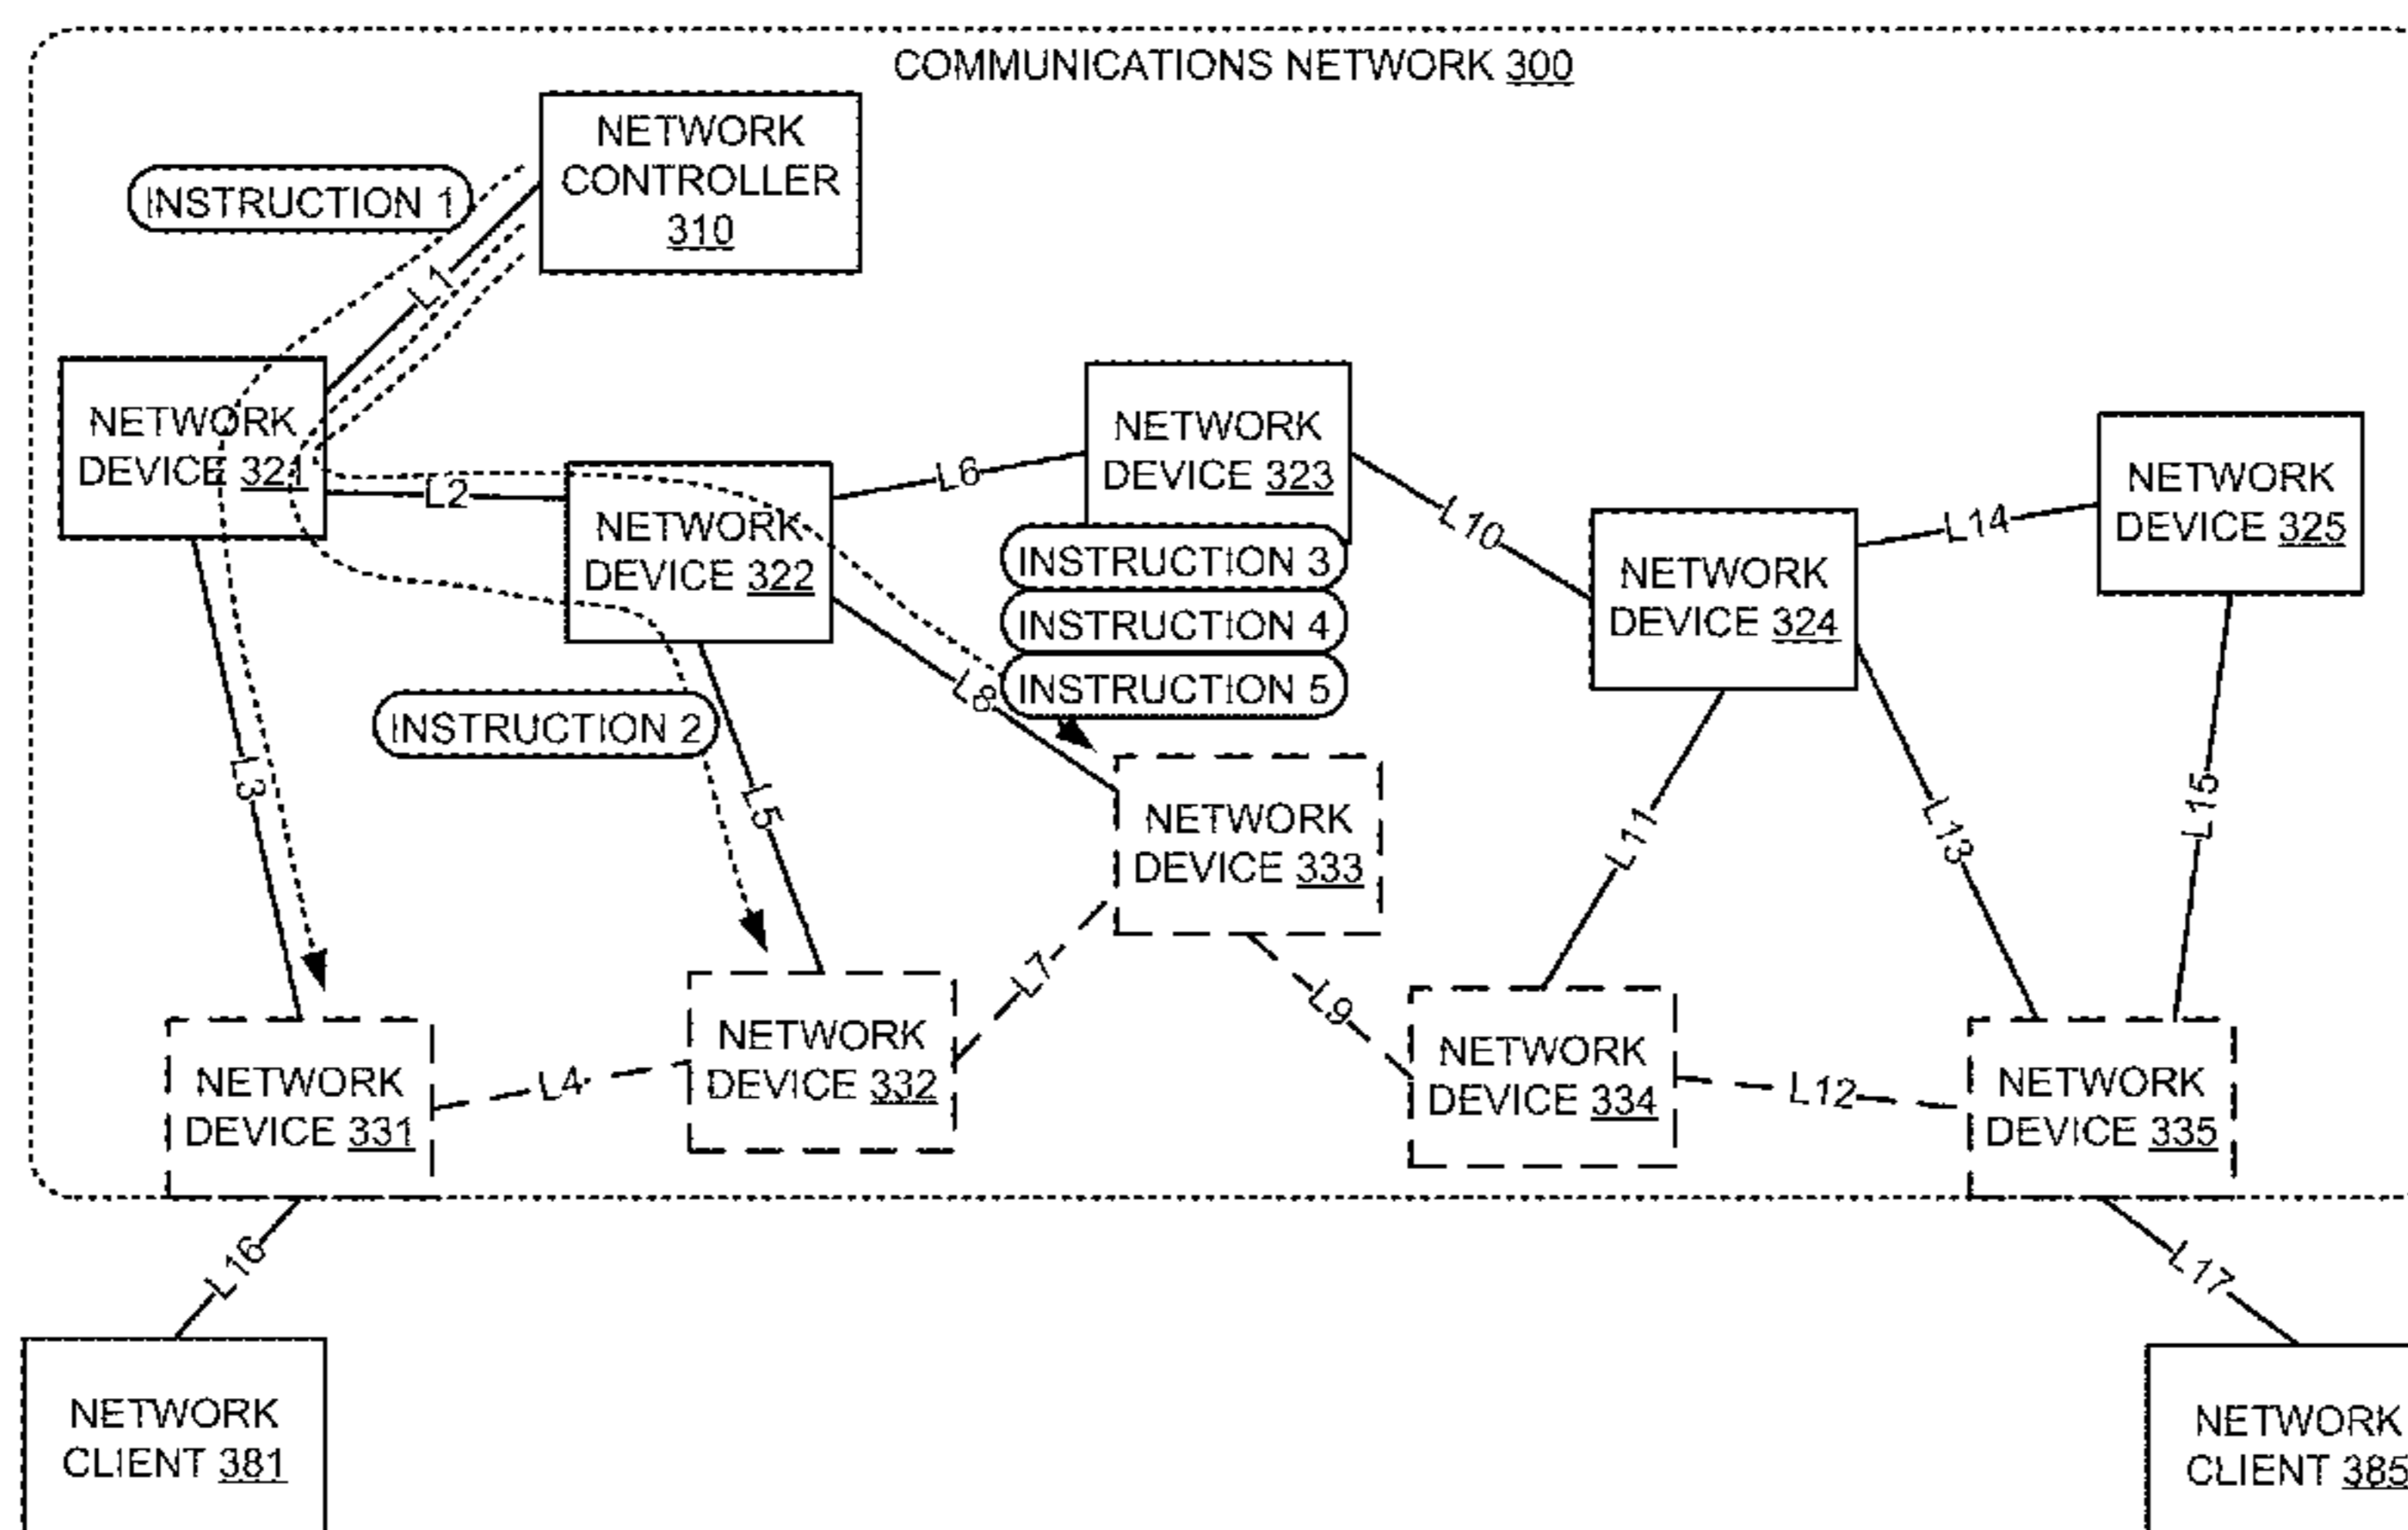 COMMUNICATIONS NETWORK 300
NETWORK
CONTROLLER
310
INSTRUCTION 1
L1
NETWORK
DEVICE 321
L2
NETWORK
DEVICE 322
L6
NETWORK
DEVICE 323
INSTRUCTION 3
INSTRUCTION 4
INSTRUCTION 5
L10
NETWORK
DEVICE 324
L14
NETWORK
DEVICE 325
L3
INSTRUCTION 2
L5
L8
NETWORK
DEVICE 333
L11
L13
L15
NETWORK
DEVICE 331
L4
NETWORK
DEVICE 332
L7
L9
NETWORK
DEVICE 334
L12
NETWORK
DEVICE 335
L16
L17
NETWORK
CLIENT 381
NETWORK
CLIENT 385